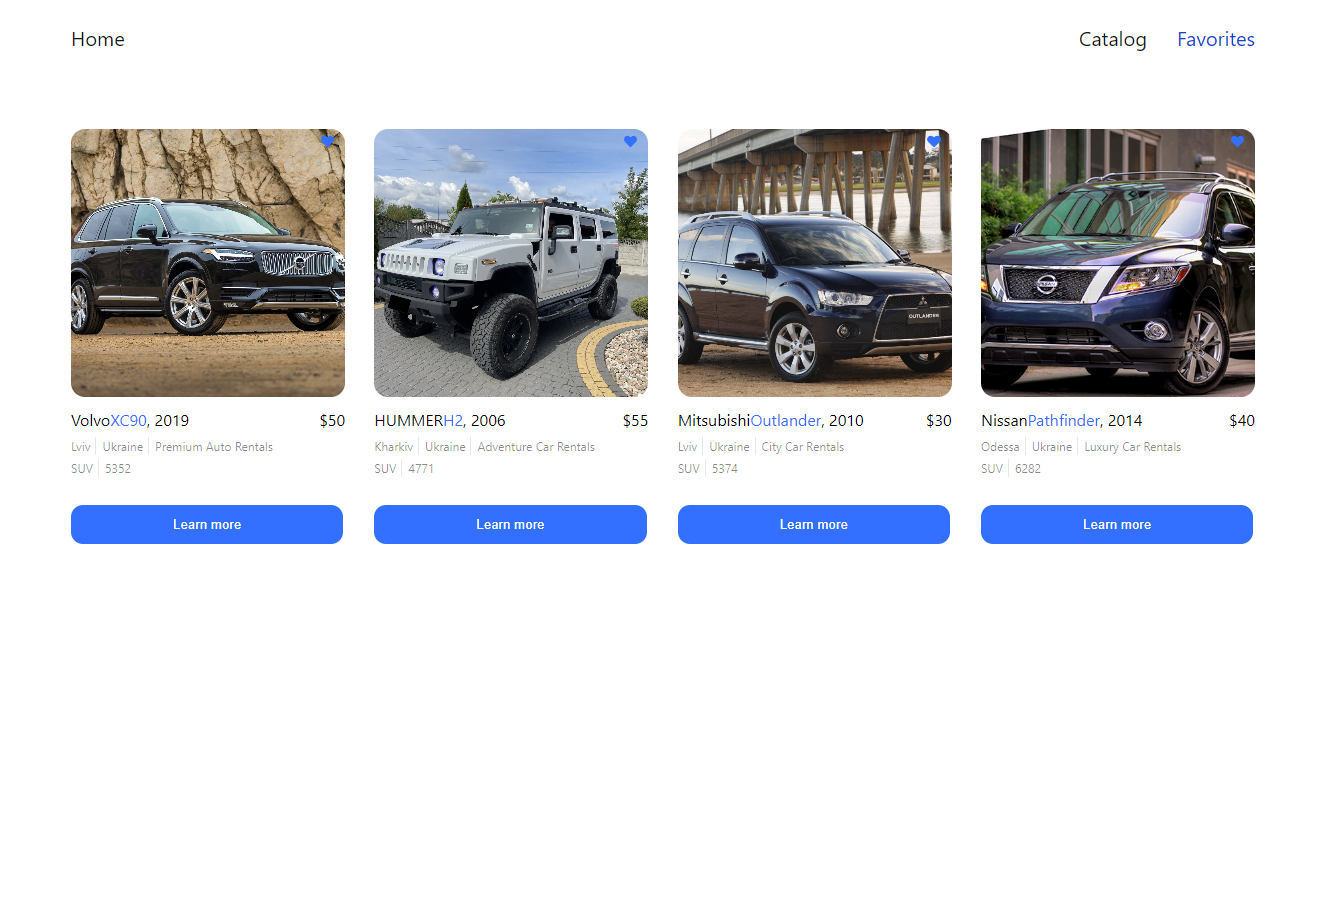 Home
Catalog
Favorites
OUTLANDER
VolvoXC90, 2019
$50
Lviv
Ukraine
Premium Auto Rentals
SUV
5352
Learn more
HUMMERH2, 2006
$55
Kharkiv
Ukraine
Adventure Car Rentals
SUV
4771
Learn more
MitsubishiOutlander, 2010
$30
Lviv
Ukraine
City Car Rentals
SUV
5374
Learn more
NissanPathfinder, 2014
$40
Odessa
Ukraine
Luxury Car Rentals
SUV
6282
Learn more